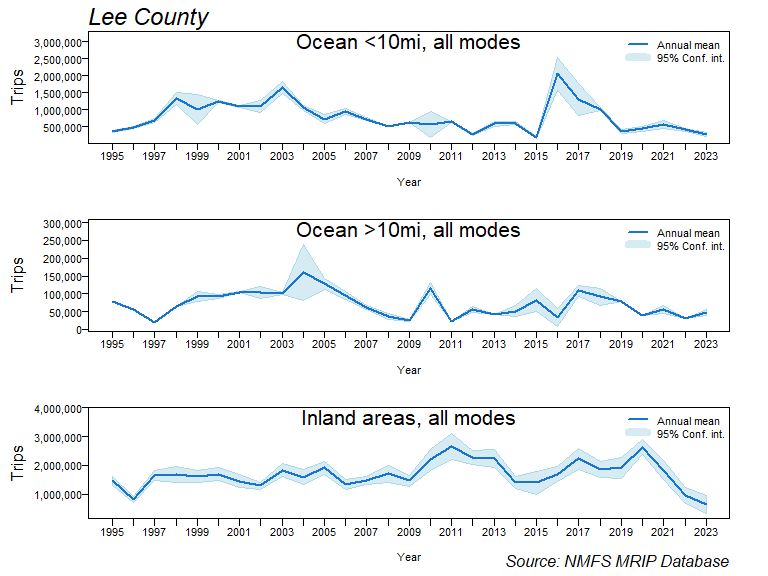 Lee County
Ocean <10mi, all modes
Annual mean
95% Conf. int.
Trips
3,000,000
2,500,000
2,000,000
1,500,000
1,000,000
500,000
1995 1997 1999 2001 2003 2005 2007 2009 2011 2013 2015 2017 2019 2021 2023
Year
Ocean >10mi, all modes
Annual mean
95% Conf. int.
Trips
300,000
250,000
200,000
150,000
100,000
50,000
0
1995 1997 1999 2001 2003 2005 2007 2009 2011 2013 2015 2017 2019 2021 2023
Year
Inland areas, all modes
Annual mean
95% Conf. int.
Trips
4,000,000
3,000,000
2,000,000
1,000,000
1995 1997 1999 2001 2003 2005 2007 2009 2011 2013 2015 2017 2019 2021 2023
Year
Source: NMFS MRIP Database